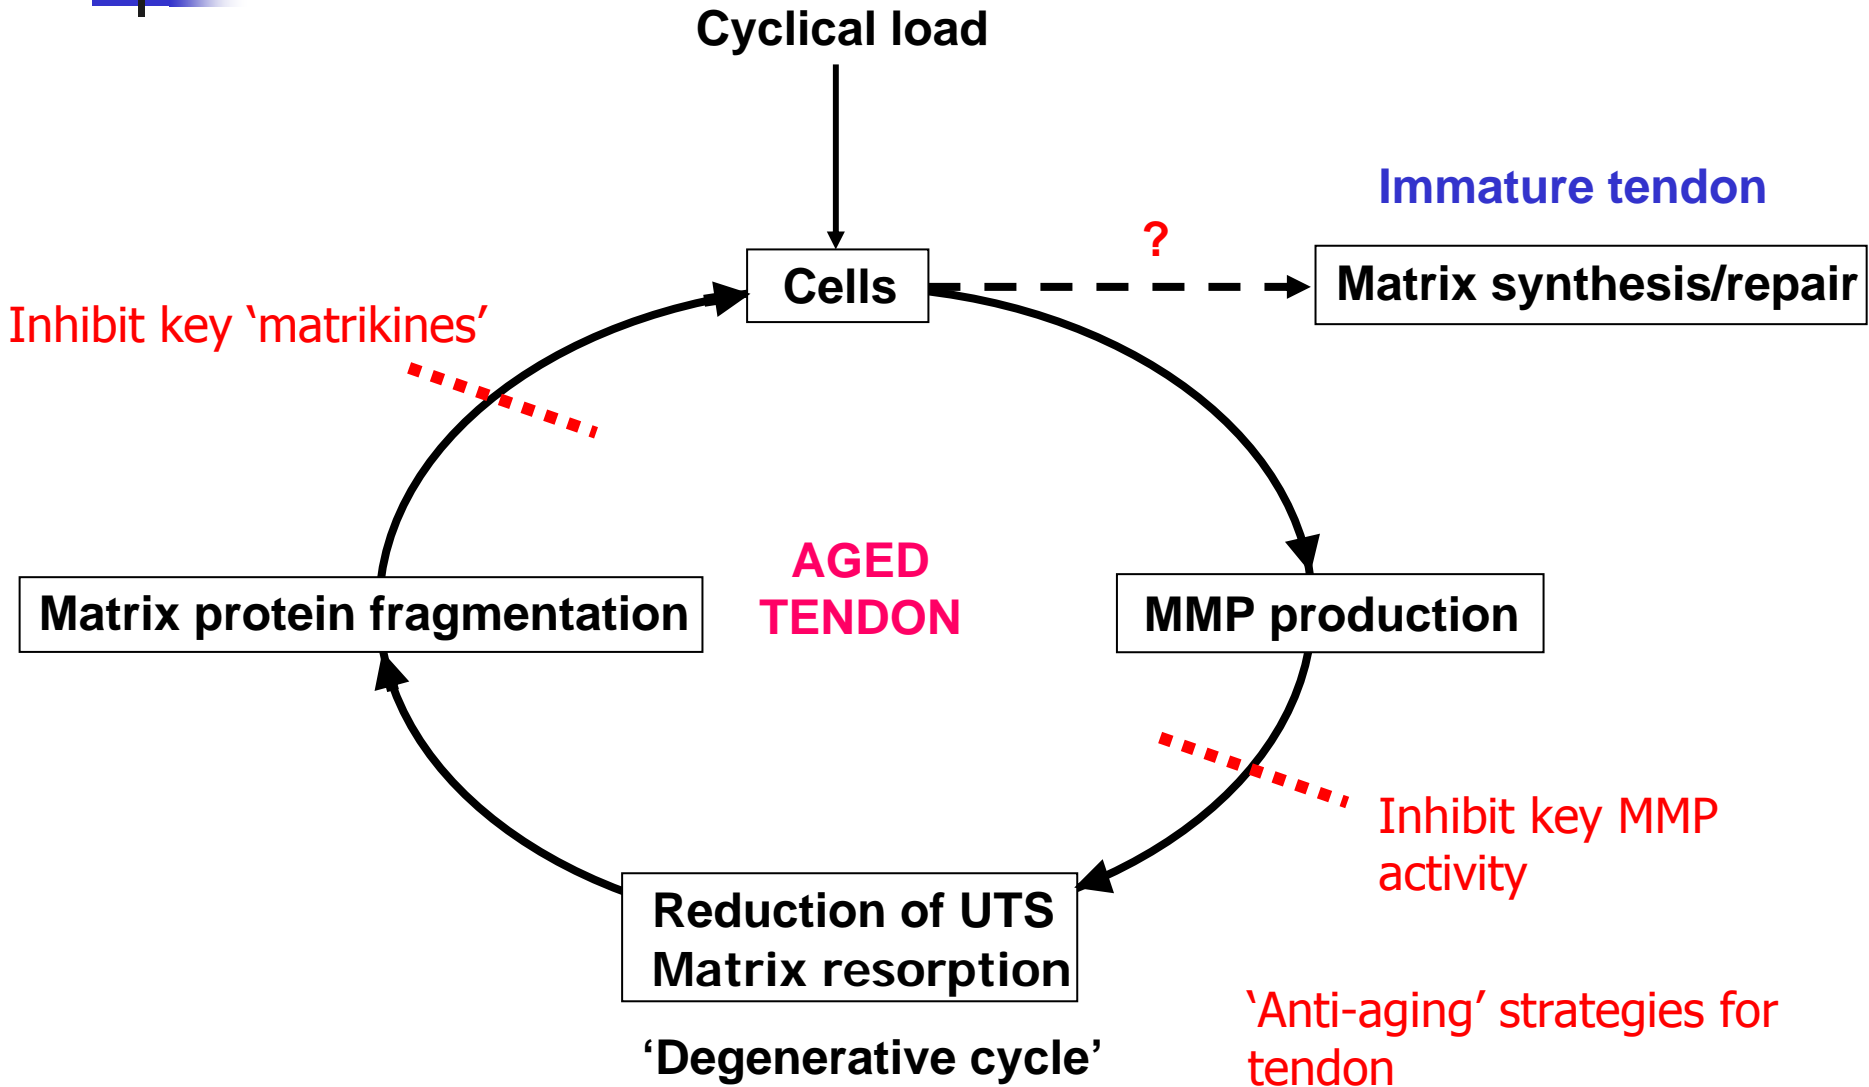 Cyclical load
Immature tendon
?
Cells
Matrix synthesis/repair
Inhibit key ‘matrikines’
AGED
TENDON
Matrix protein fragmentation
MMP production
Inhibit key MMP
activity
Reduction of UTS
Matrix resorption
‘Degenerative cycle’
‘Anti-aging’ strategies for
tendon